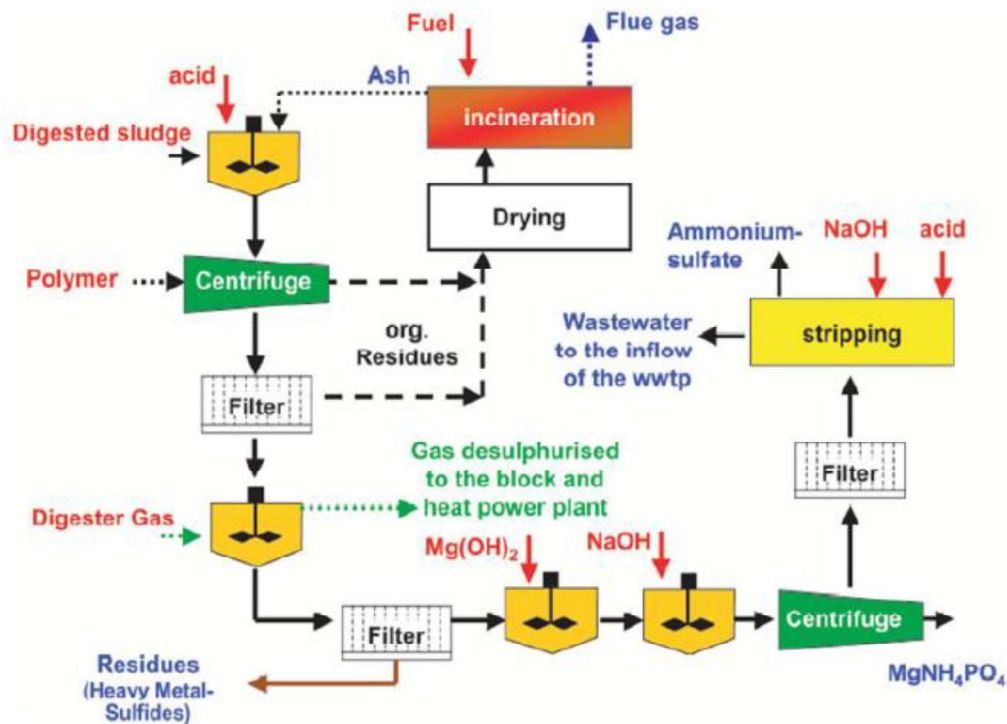 Fuel
Flue gas
acid
Ash
incineration
Digested sludge
Drying
Ammonium-
sulfate
NaOH
acid
Polymer
Centrifuge
org.
Residues
Wastewater
to the inflow
of the wwtp
stripping
Filter
Gas desulphurised
to the block and
heat power plant
Filter
Digester Gas
Mg(OH)₂
NaOH
Filter
Centrifuge
Residues
(Heavy Metal-
Sulfides)
MgNH₄PO₄